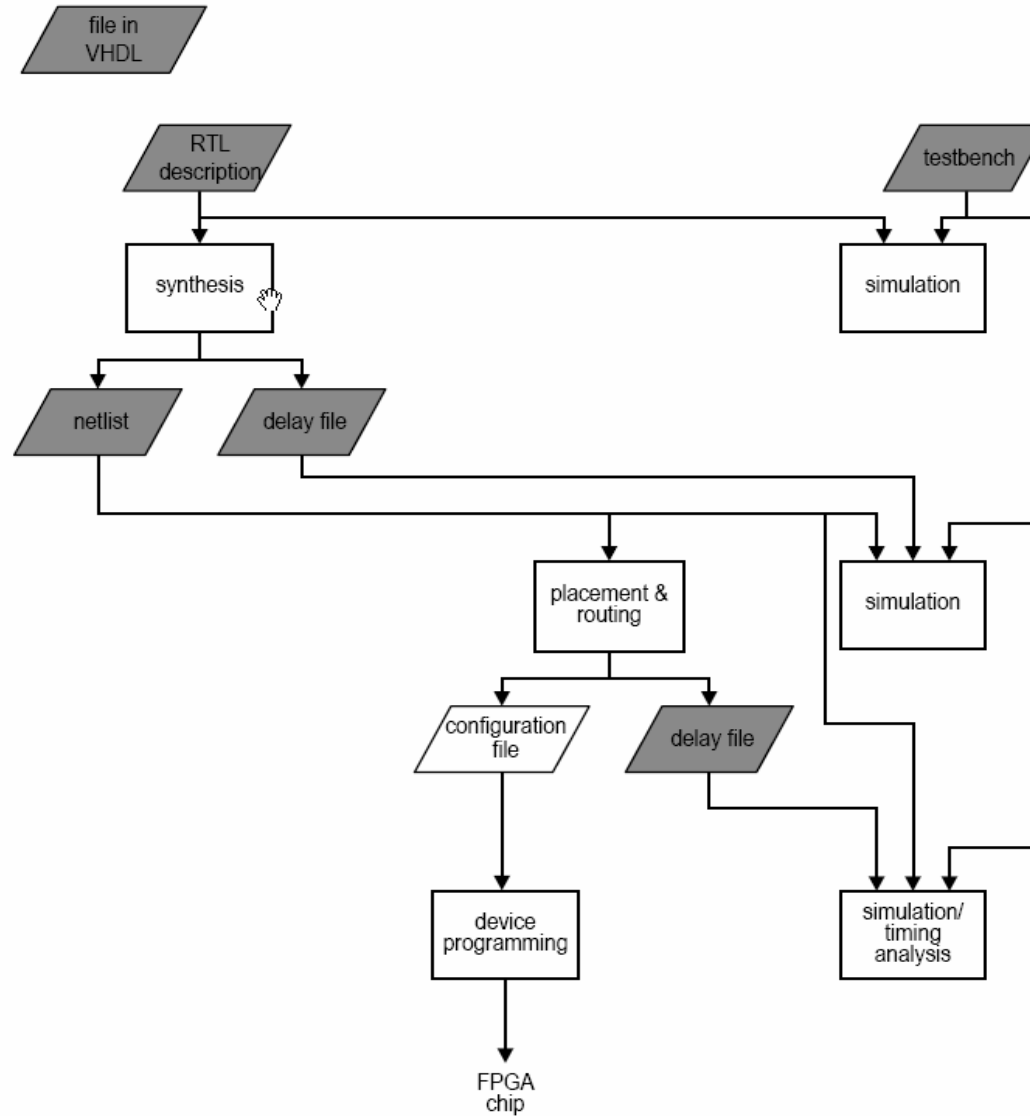 file in
VHDL
RTL
description
testbench
synthesis
simulation
netlist
delay file
placement &
routing
simulation
configuration
file
delay file
device
programming
simulation/
timing
analysis
FPGA
chip